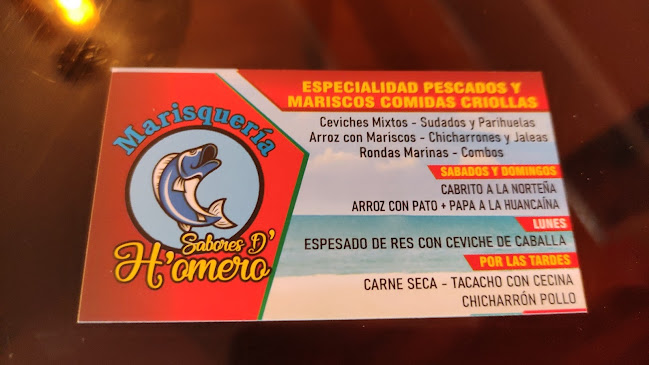 Marisquería
Sabores D'
H'omero
ESPECIALIDAD PESCADOS Y
MARISCOS COMIDAS CRIOLLAS
Ceviches Mixtos - Sudados y Parihuelas
Arroz con Mariscos - Chicharrones y Jaleas
Rondas Marinas - Combos
SABADOS Y DOMINGOS
CABRITO A LA NORTEÑA
ARROZ CON PATO + PAPA A LA HUANCAÍNA
LUNES
ESPESADO DE RES CON CEVICHE DE CABALLA
POR LAS TARDES
CARNE SECA - TACACHO CON CECINA
CHICHARRÓN POLLO